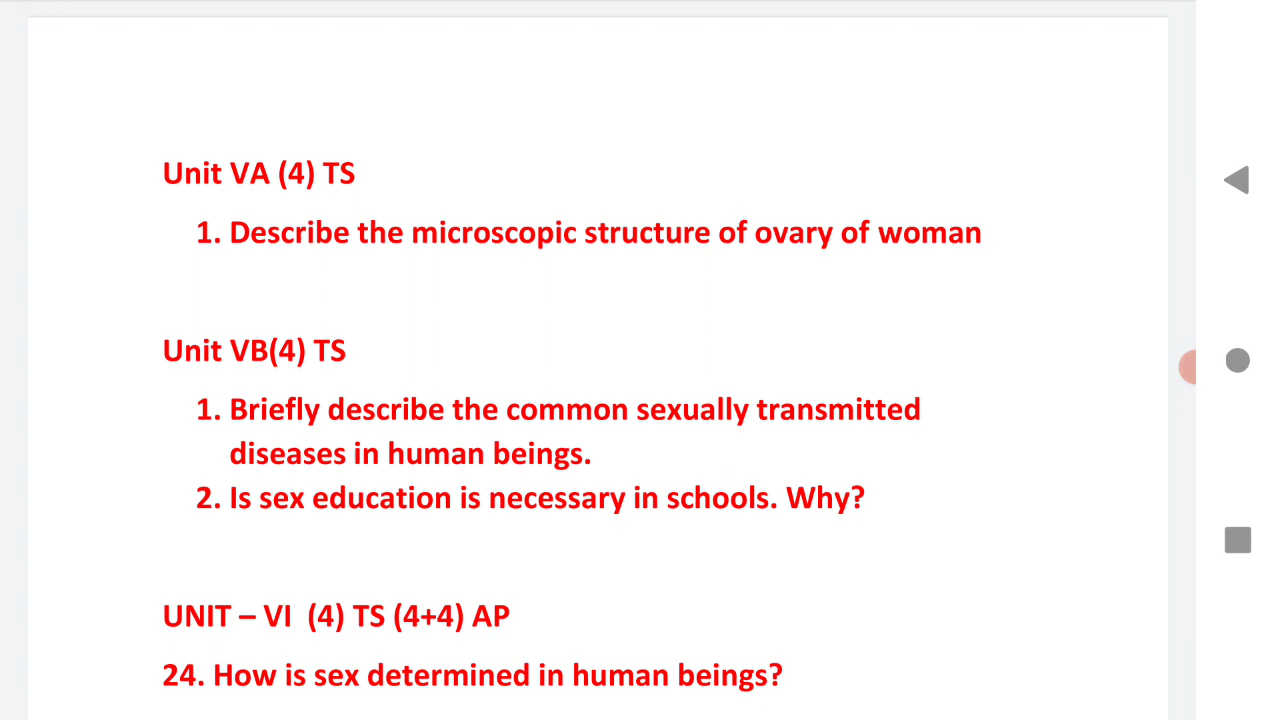 Unit VA (4) TS
1. Describe the microscopic structure of ovary of woman
Unit VB(4) TS
1. Briefly describe the common sexually transmitted
diseases in human beings.
2. Is sex education is necessary in schools. Why?
UNIT – VI  (4) TS (4+4) AP
24. How is sex determined in human beings?